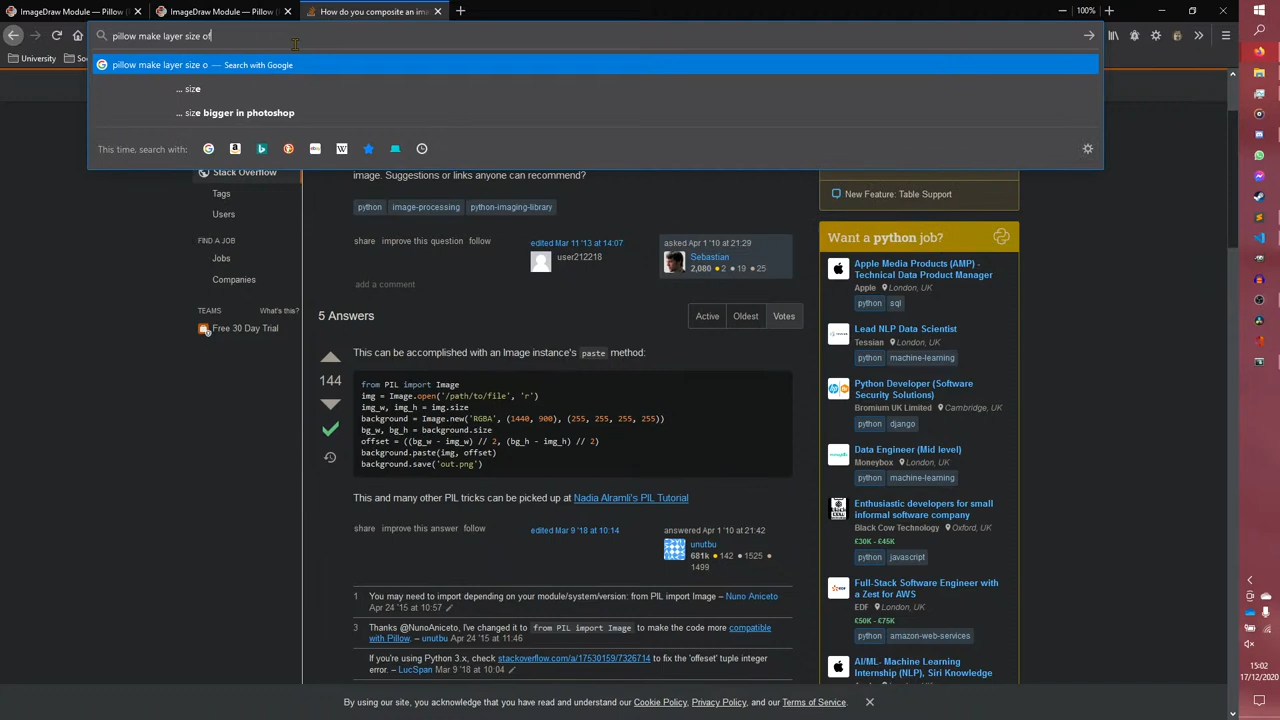 ImageDraw Module — Pillow (
ImageDraw Module — Pillow (
How do you composite an ima
100%
pillow make layer size of
pillow make layer size o — Search with Google
... size
... size bigger in photoshop
This time, search with:
University
Soc
image. Suggestions or links anyone can recommend?
python
image-processing
python-imaging-library
share improve this question follow
edited Mar 11 '13 at 14:07
user212218
asked Apr 1 '10 at 21:29
Sebastian
2,080 2 19 25
add a comment
Stack Overflow
Tags
Users
FIND A JOB
Jobs
Companies
TEAMS
What's this?
Free 30 Day Trial
5 Answers
Active
Oldest
Votes
144
This can be accomplished with an Image instance's paste method:
from PIL import Image
img = Image.open('/path/to/file', 'r')
img_w, img_h = img.size
background = Image.new('RGBA', (1440, 900), (255, 255, 255, 255))
bg_w, bg_h = background.size
offset = ((bg_w - img_w) // 2, (bg_h - img_h) // 2)
background.paste(img, offset)
background.save('out.png')
This and many other PIL tricks can be picked up at Nadia Alramli's PIL Tutorial
share improve this answer follow
edited Mar 9 '18 at 10:14
answered Apr 1 '10 at 21:42
unutbu
681k 142 1525
1499
1 You may need to import depending on your module/system/version: from PIL import Image – Nuno Aniceto
Apr 24 '15 at 10:57
3 Thanks @NunoAniceto, I've changed it to from PIL import Image to make the code more compatible
with Pillow. – unutbu Apr 24 '15 at 11:46
If you're using Python 3.x, check stackoverflow.com/a/17530159/7326714 to fix the 'offeset' tuple integer
error. – LucSpan Mar 9 '18 at 10:04
New Feature: Table Support
Want a python job?
Apple Media Products (AMP) -
Technical Data Product Manager
Apple London, UK
python sql
Lead NLP Data Scientist
Tessian London, UK
python machine-learning
Python Developer (Software
Security Solutions)
Bromium UK Limited Cambridge, UK
python django
Data Engineer (Mid level)
Moneybox London, UK
python machine-learning
Enthusiastic developers for small
informal software company
Black Cow Technology Oxford, UK
£30K - £45K
python javascript
Full-Stack Software Engineer with
a Zest for AWS
EDF London, UK
£50K - £75K
python amazon-web-services
AI/ML- Machine Learning
Internship (NLP), Siri Knowledge
By using our site, you acknowledge that you have read and understand our Cookie Policy, Privacy Policy, and our Terms of Service.
15:02
17/12/2020